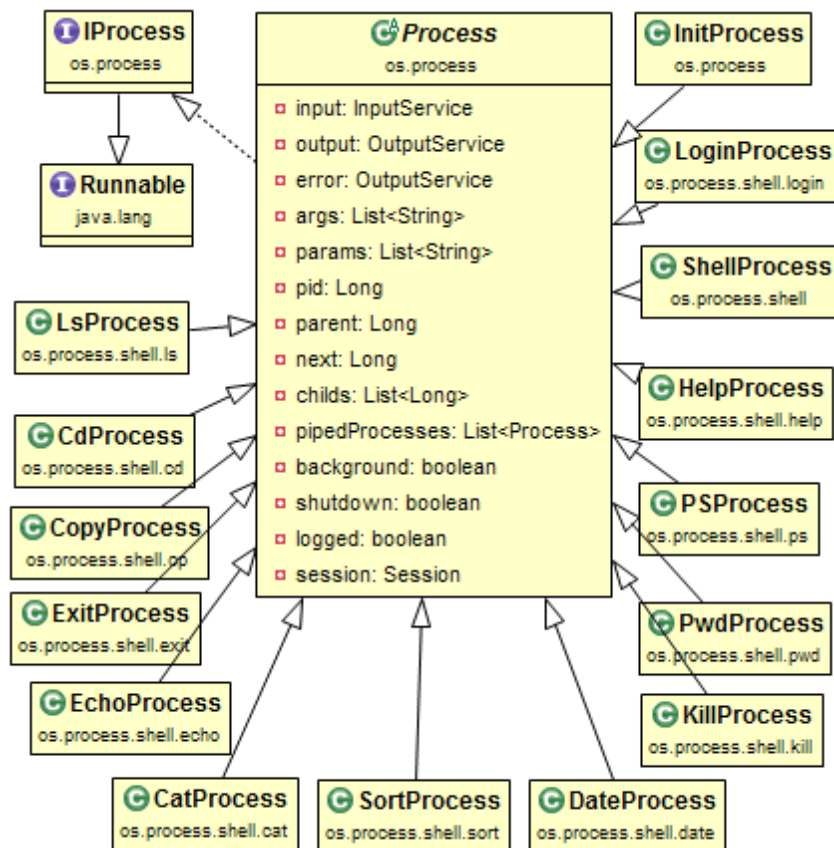 IProcess
os.process
Runnable
java.lang
Process
os.process
input: InputService
output: OutputService
error: OutputService
args: List<String>
params: List<String>
pid: Long
parent: Long
next: Long
childs: List<Long>
pipedProcesses: List<Process>
background: boolean
shutdown: boolean
logged: boolean
session: Session
InitProcess
os.process
LoginProcess
os.process.shell.login
ShellProcess
os.process.shell
HelpProcess
os.process.shell.help
PSProcess
os.process.shell.ps
PwdProcess
os.process.shell.pwd
KillProcess
os.process.shell.kill
LsProcess
os.process.shell.ls
CdProcess
os.process.shell.cd
CopyProcess
os.process.shell.cp
ExitProcess
os.process.shell.exit
EchoProcess
os.process.shell.echo
CatProcess
os.process.shell.cat
SortProcess
os.process.shell.sort
DateProcess
os.process.shell.date